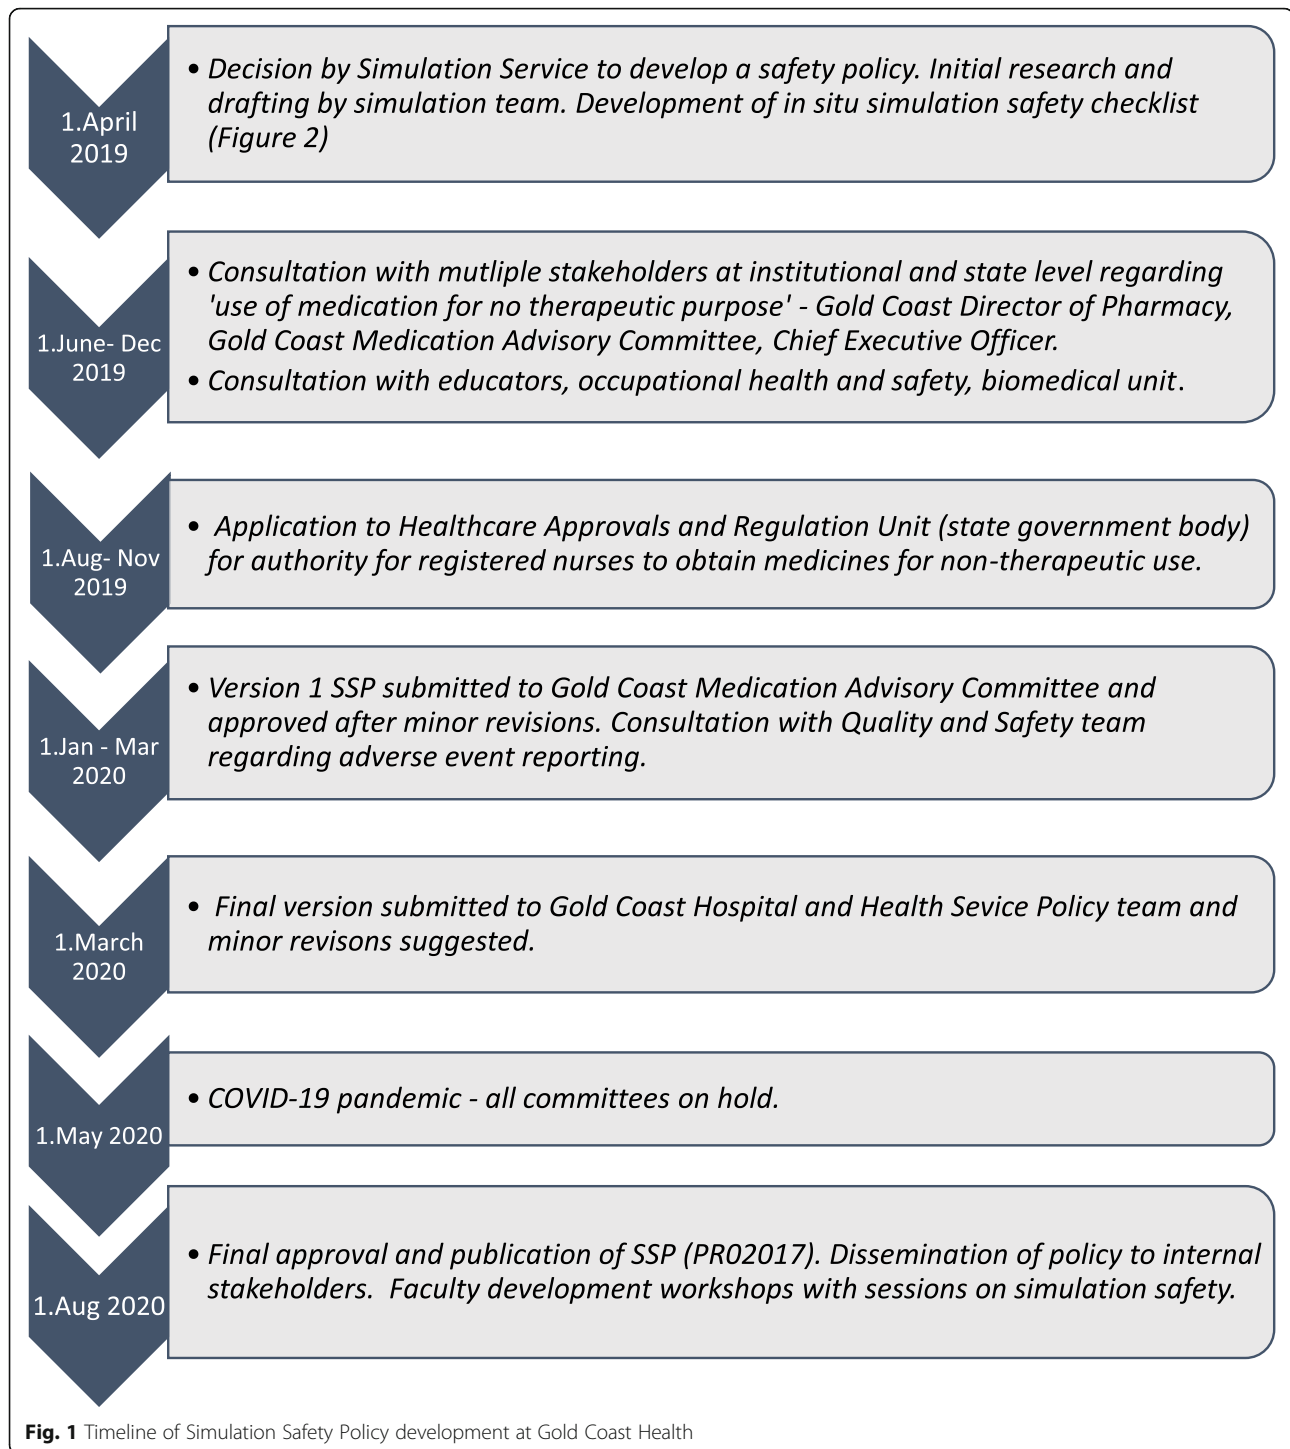 1.April
2019
• Decision by Simulation Service to develop a safety policy. Initial research and
drafting by simulation team. Development of in situ simulation safety checklist
(Figure 2)
1.June- Dec
2019
• Consultation with mutliple stakeholders at institutional and state level regarding
'use of medication for no therapeutic purpose' - Gold Coast Director of Pharmacy,
Gold Coast Medication Advisory Committee, Chief Executive Officer.
• Consultation with educators, occupational health and safety, biomedical unit.
1.Aug- Nov
2019
• Application to Healthcare Approvals and Regulation Unit (state government body)
for authority for registered nurses to obtain medicines for non-therapeutic use.
1.Jan - Mar
2020
• Version 1 SSP submitted to Gold Coast Medication Advisory Committee and
approved after minor revisions. Consultation with Quality and Safety team
regarding adverse event reporting.
1.March
2020
• Final version submitted to Gold Coast Hospital and Health Sevice Policy team and
minor revisons suggested.
1.May 2020
• COVID-19 pandemic - all committees on hold.
1.Aug 2020
• Final approval and publication of SSP (PR02017). Dissemination of policy to internal
stakeholders. Faculty development workshops with sessions on simulation safety.
Fig. 1 Timeline of Simulation Safety Policy development at Gold Coast Health